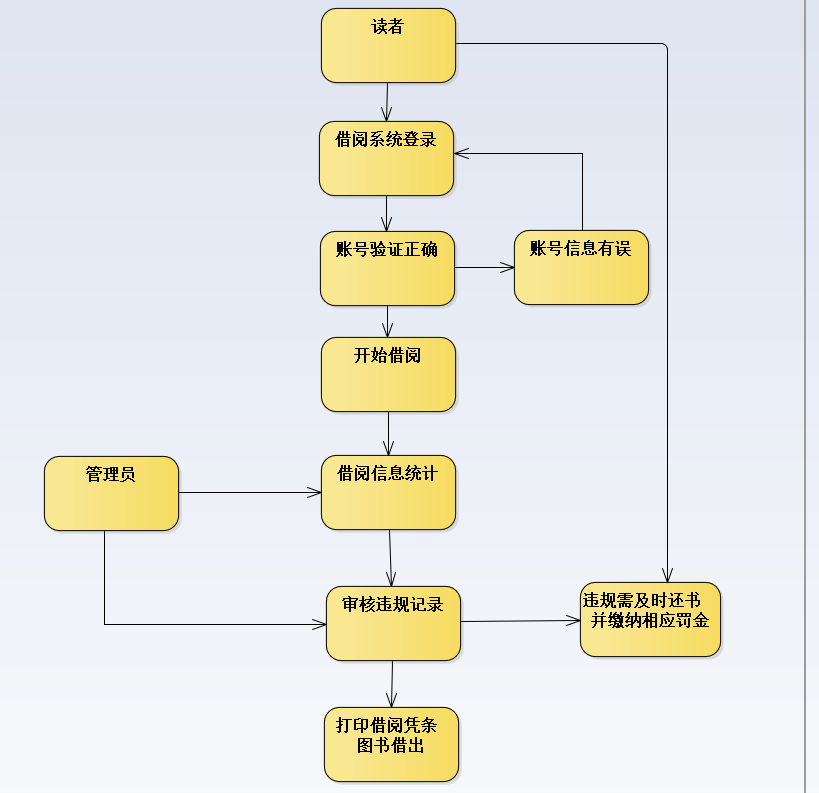 读者
借阅系统登录
账号验证正确
账号信息有误
开始借阅
管理员
借阅信息统计
审核违规记录
违规需及时还书
并缴纳相应罚金
打印借阅凭条
图书借出